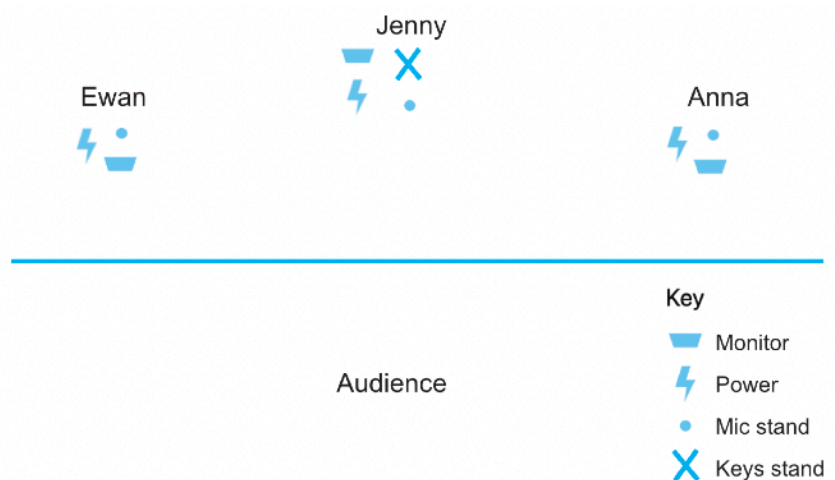 Jenny
Ewan
Anna
Key
Monitor
Power
Audience
Mic stand
Keys stand